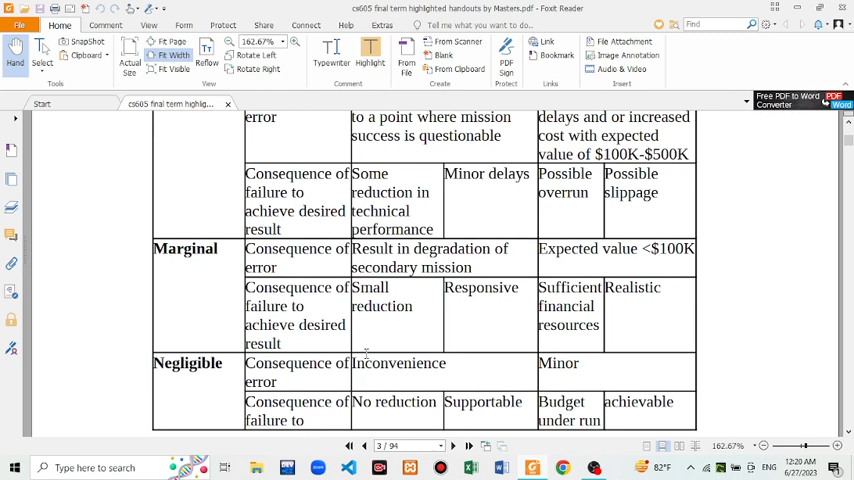 cs605 final term highlighted handouts by Masters.pdf - Foxit Reader
File Home Comment View Form Protect Share Connect Help Extras Tell me what you want to do... Find
Hand Select SnapShot Clipboard Actual Size Fit Page Fit Width Fit Visible Reflow 162.67% Rotate Left Rotate Right Typewriter Highlight From File From Scanner Blank From Clipboard PDF Sign Link Bookmark File Attachment Image Annotation Audio & Video
Tools View Comment Create Protect Links Insert
Start cs605 final term highlig... Free PDF to Word Converter PDF Word
error to a point where mission delays and or increased
success is questionable cost with expected
value of $100K-$500K
Consequence of Some Minor delays Possible Possible
failure to reduction in overrun slippage
achieve desired technical
result performance
Marginal Consequence of Result in degradation of Expected value <$100K
error secondary mission
Consequence of Small Responsive Sufficient Realistic
failure to reduction financial
achieve desired resources
result
Negligible Consequence of Inconvenience Minor
error
Consequence of No reduction Supportable Budget achievable
failure to under run
3 / 94 162.67%
Type here to search 82°F ENG 12:20 AM
6/27/2023